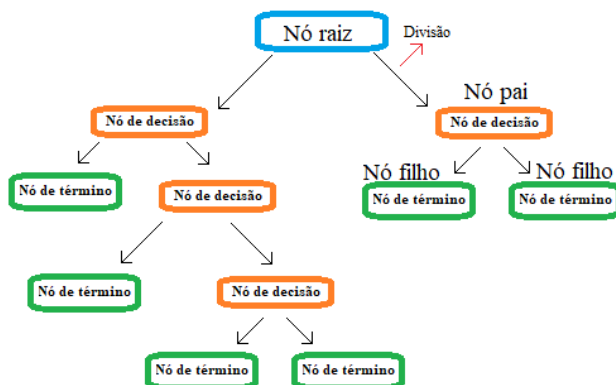 Nó raiz
Divisão
Nó pai
Nó de decisão
Nó de decisão
Nó filho
Nó filho
Nó de término
Nó de decisão
Nó de término
Nó de término
Nó de término
Nó de decisão
Nó de término
Nó de término